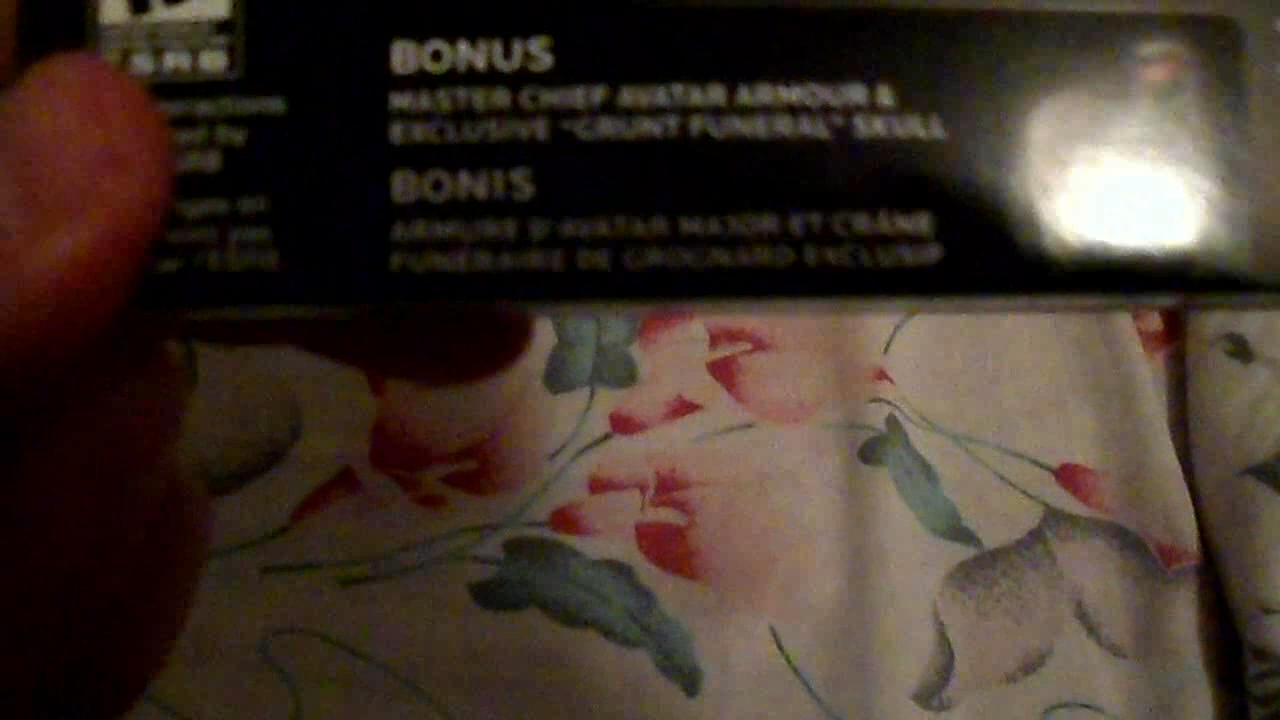 ESRB
BONUS
MASTER CHIEF AVATAR ARMOUR &
EXCLUSIVE "GRUNT FUNERAL" SKULL
BONIS
ARMURE D'AVATAR MAJOR ET CRÂNE
FUNÉRAIRE DE GROGNARD EXCLUSIF